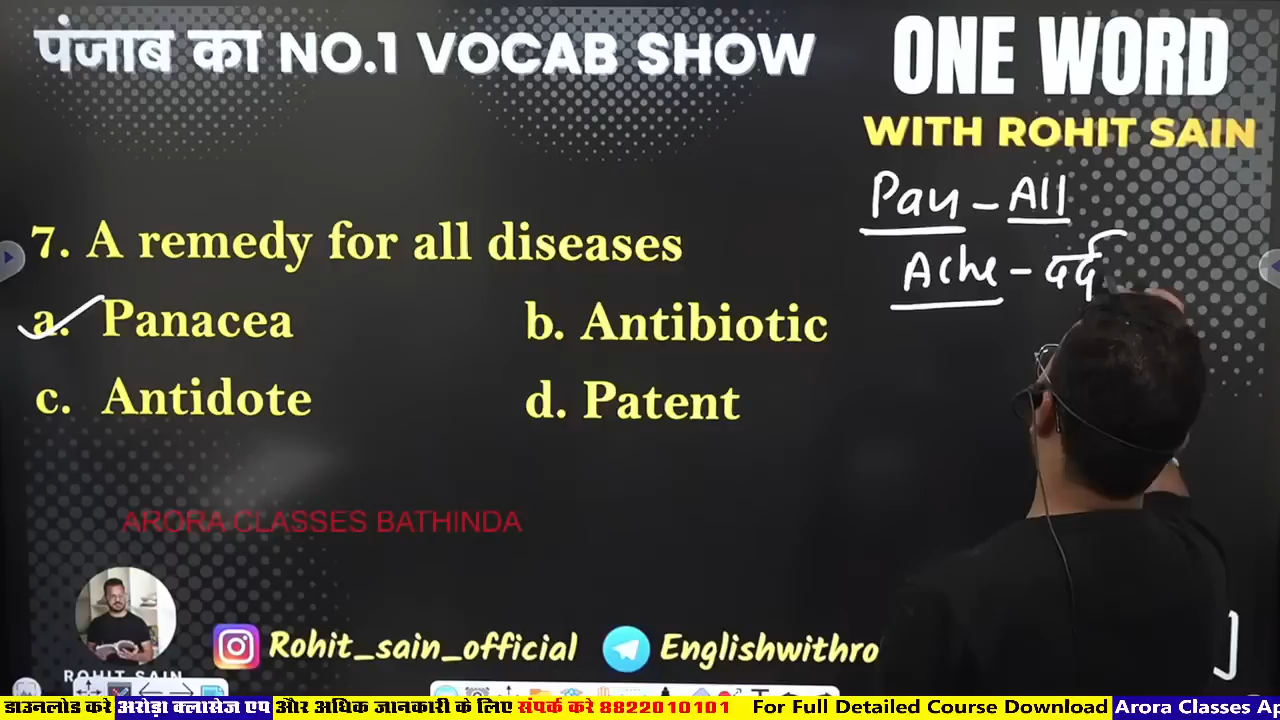 पंजाब का NO.1 VOCAB SHOW
ONE WORD
WITH ROHIT SAIN
Pan - All
Ache - दर्द
7. A remedy for all diseases
a. Panacea
b. Antibiotic
c. Antidote
d. Patent
ARORA CLASSES BATHINDA
Rohit_sain_official
Englishwithro
ROHIT SAIN
डाउनलोड करे अरोड़ा क्लासेज एप और अधिक जानकारी के लिए संपर्क करे 8822010101 For Full Detailed Course Download Arora Classes Ap